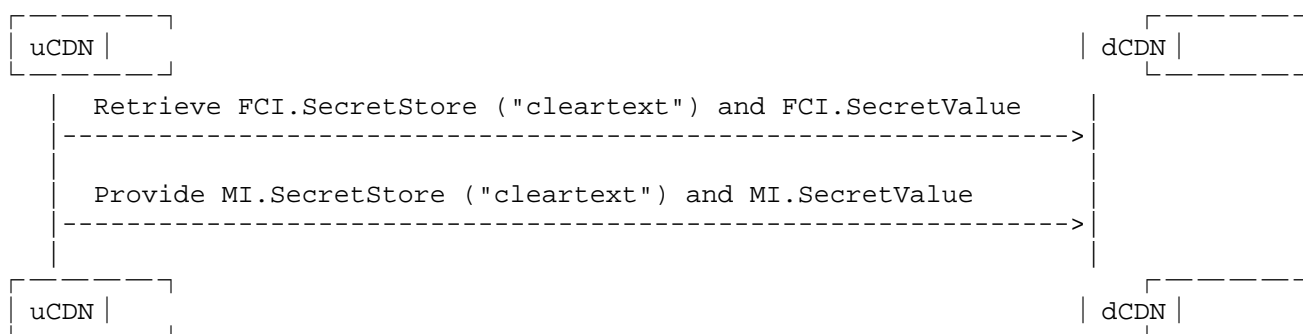 uCDN dCDN
Retrieve FCI.SecretStore ("cleartext") and FCI.SecretValue
Provide MI.SecretStore ("cleartext") and MI.SecretValue
uCDN dCDN